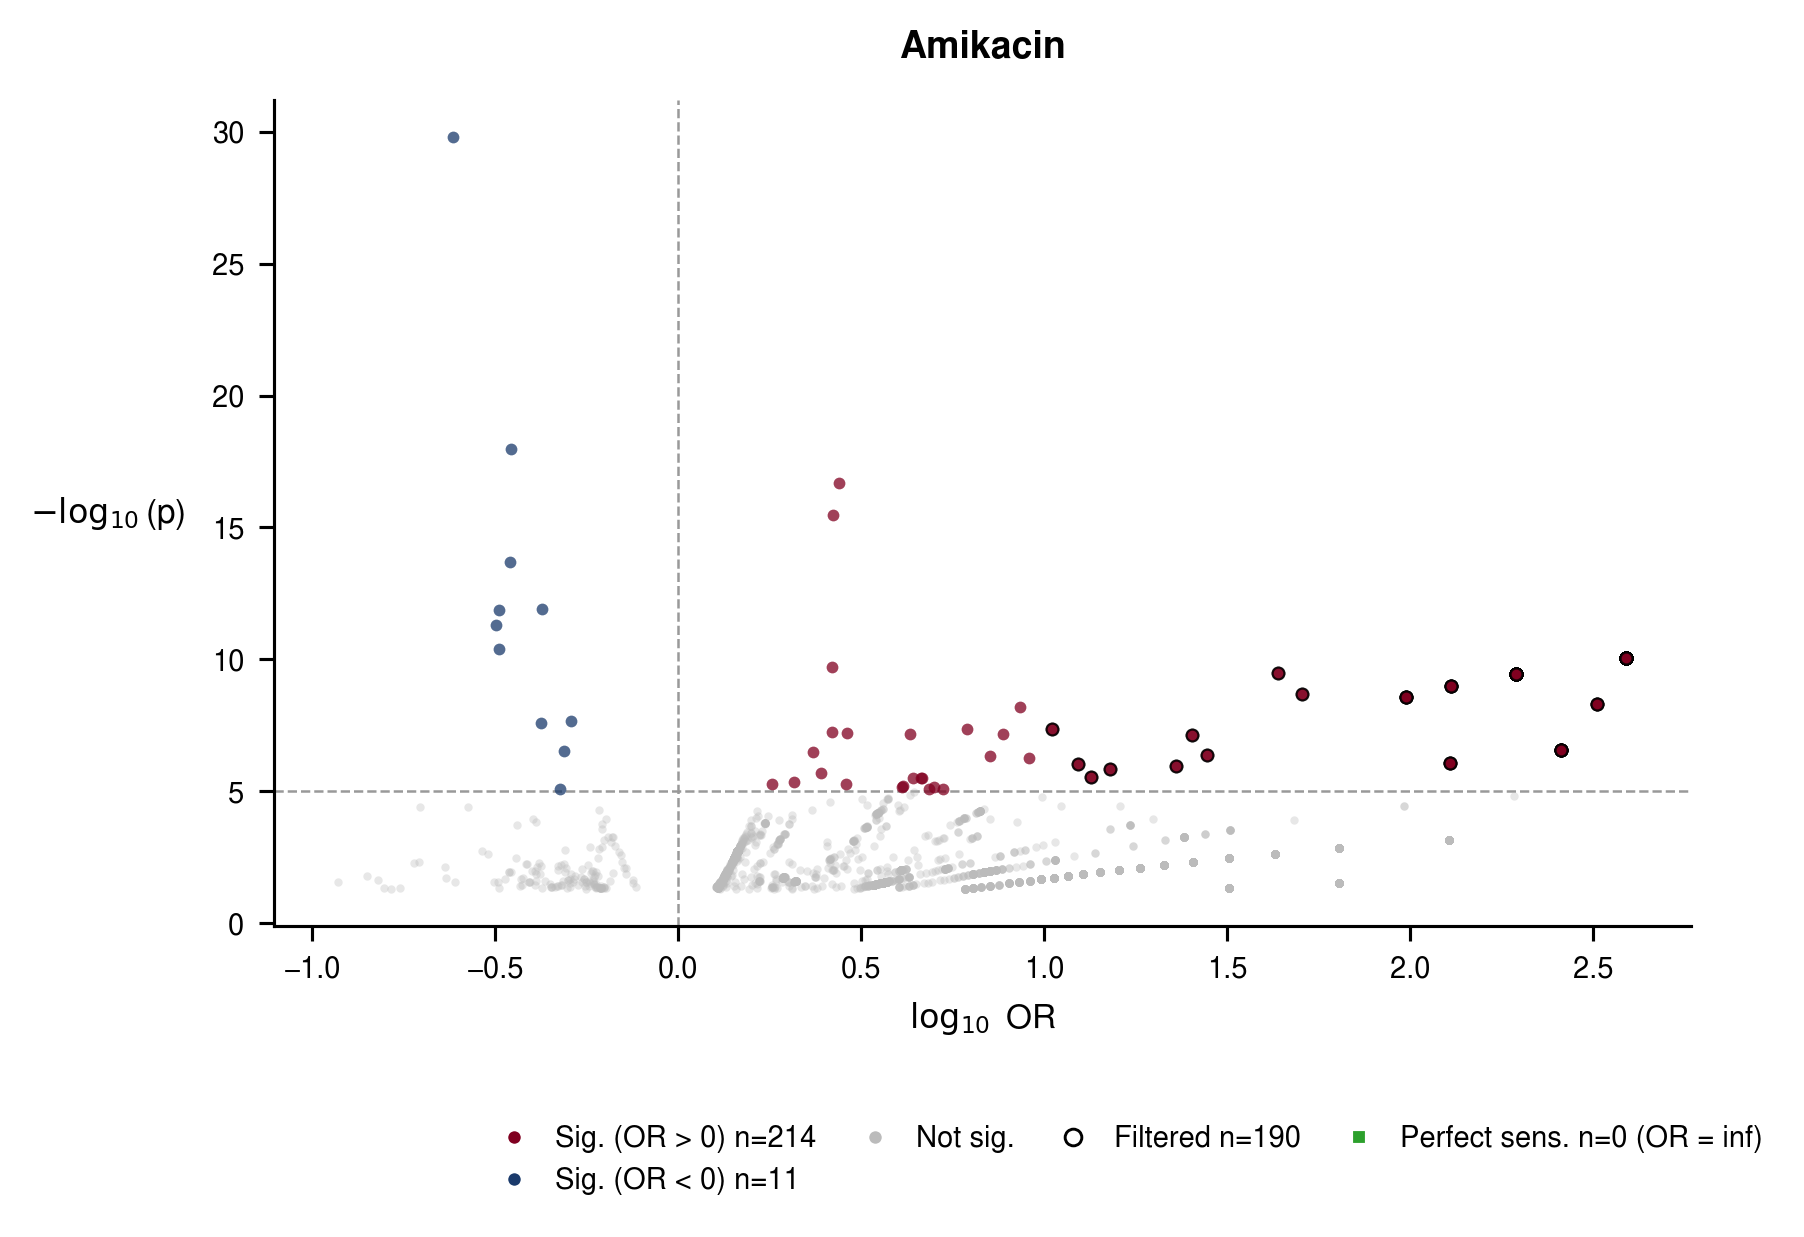 Amikacin
30
25
20
15
10
5
0
−log₁₀ (p)
−1.0 −0.5 0.0 0.5 1.0 1.5 2.0 2.5
log₁₀ OR
Sig. (OR > 0) n=214 Not sig. Filtered n=190 Perfect sens. n=0 (OR = inf)
Sig. (OR < 0) n=11